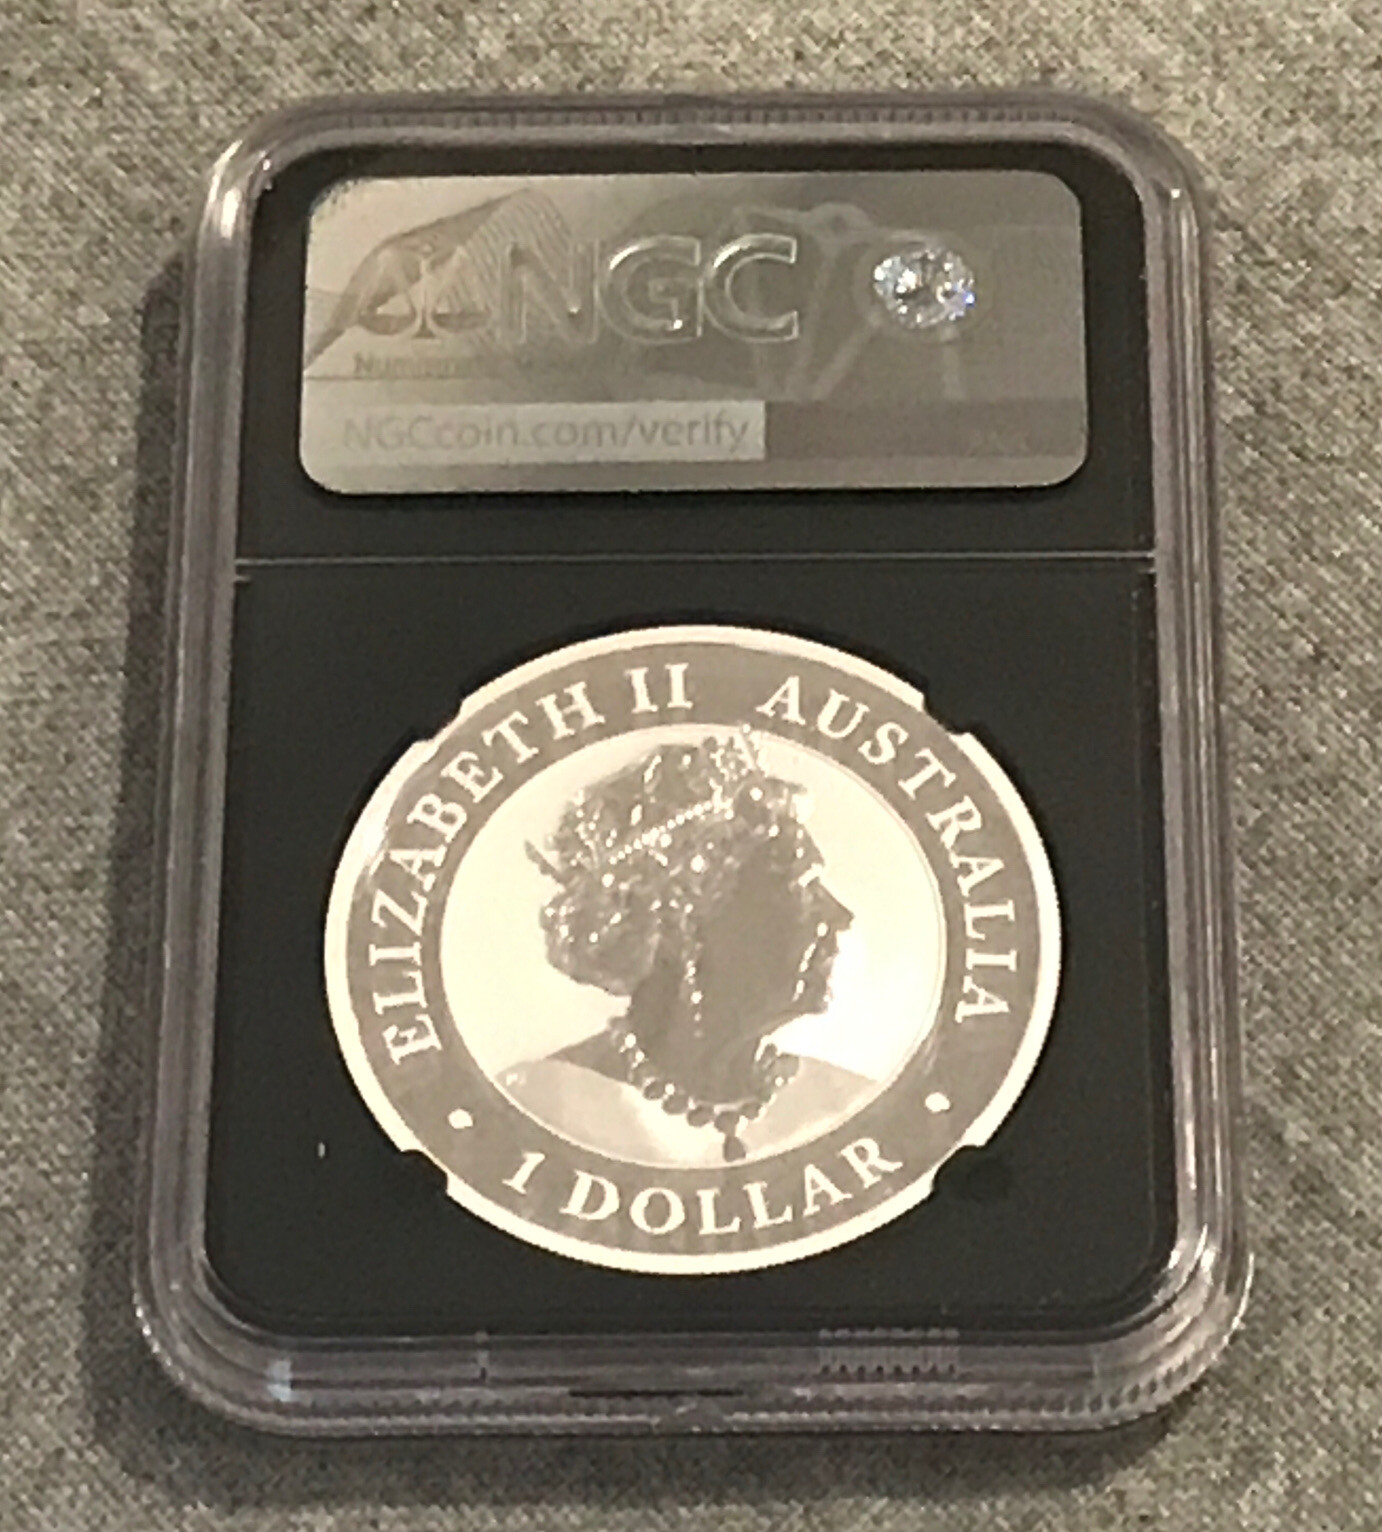 NGC
NGCcoin.com/verify
ELIZABETH II AUSTRALIA
1 DOLLAR